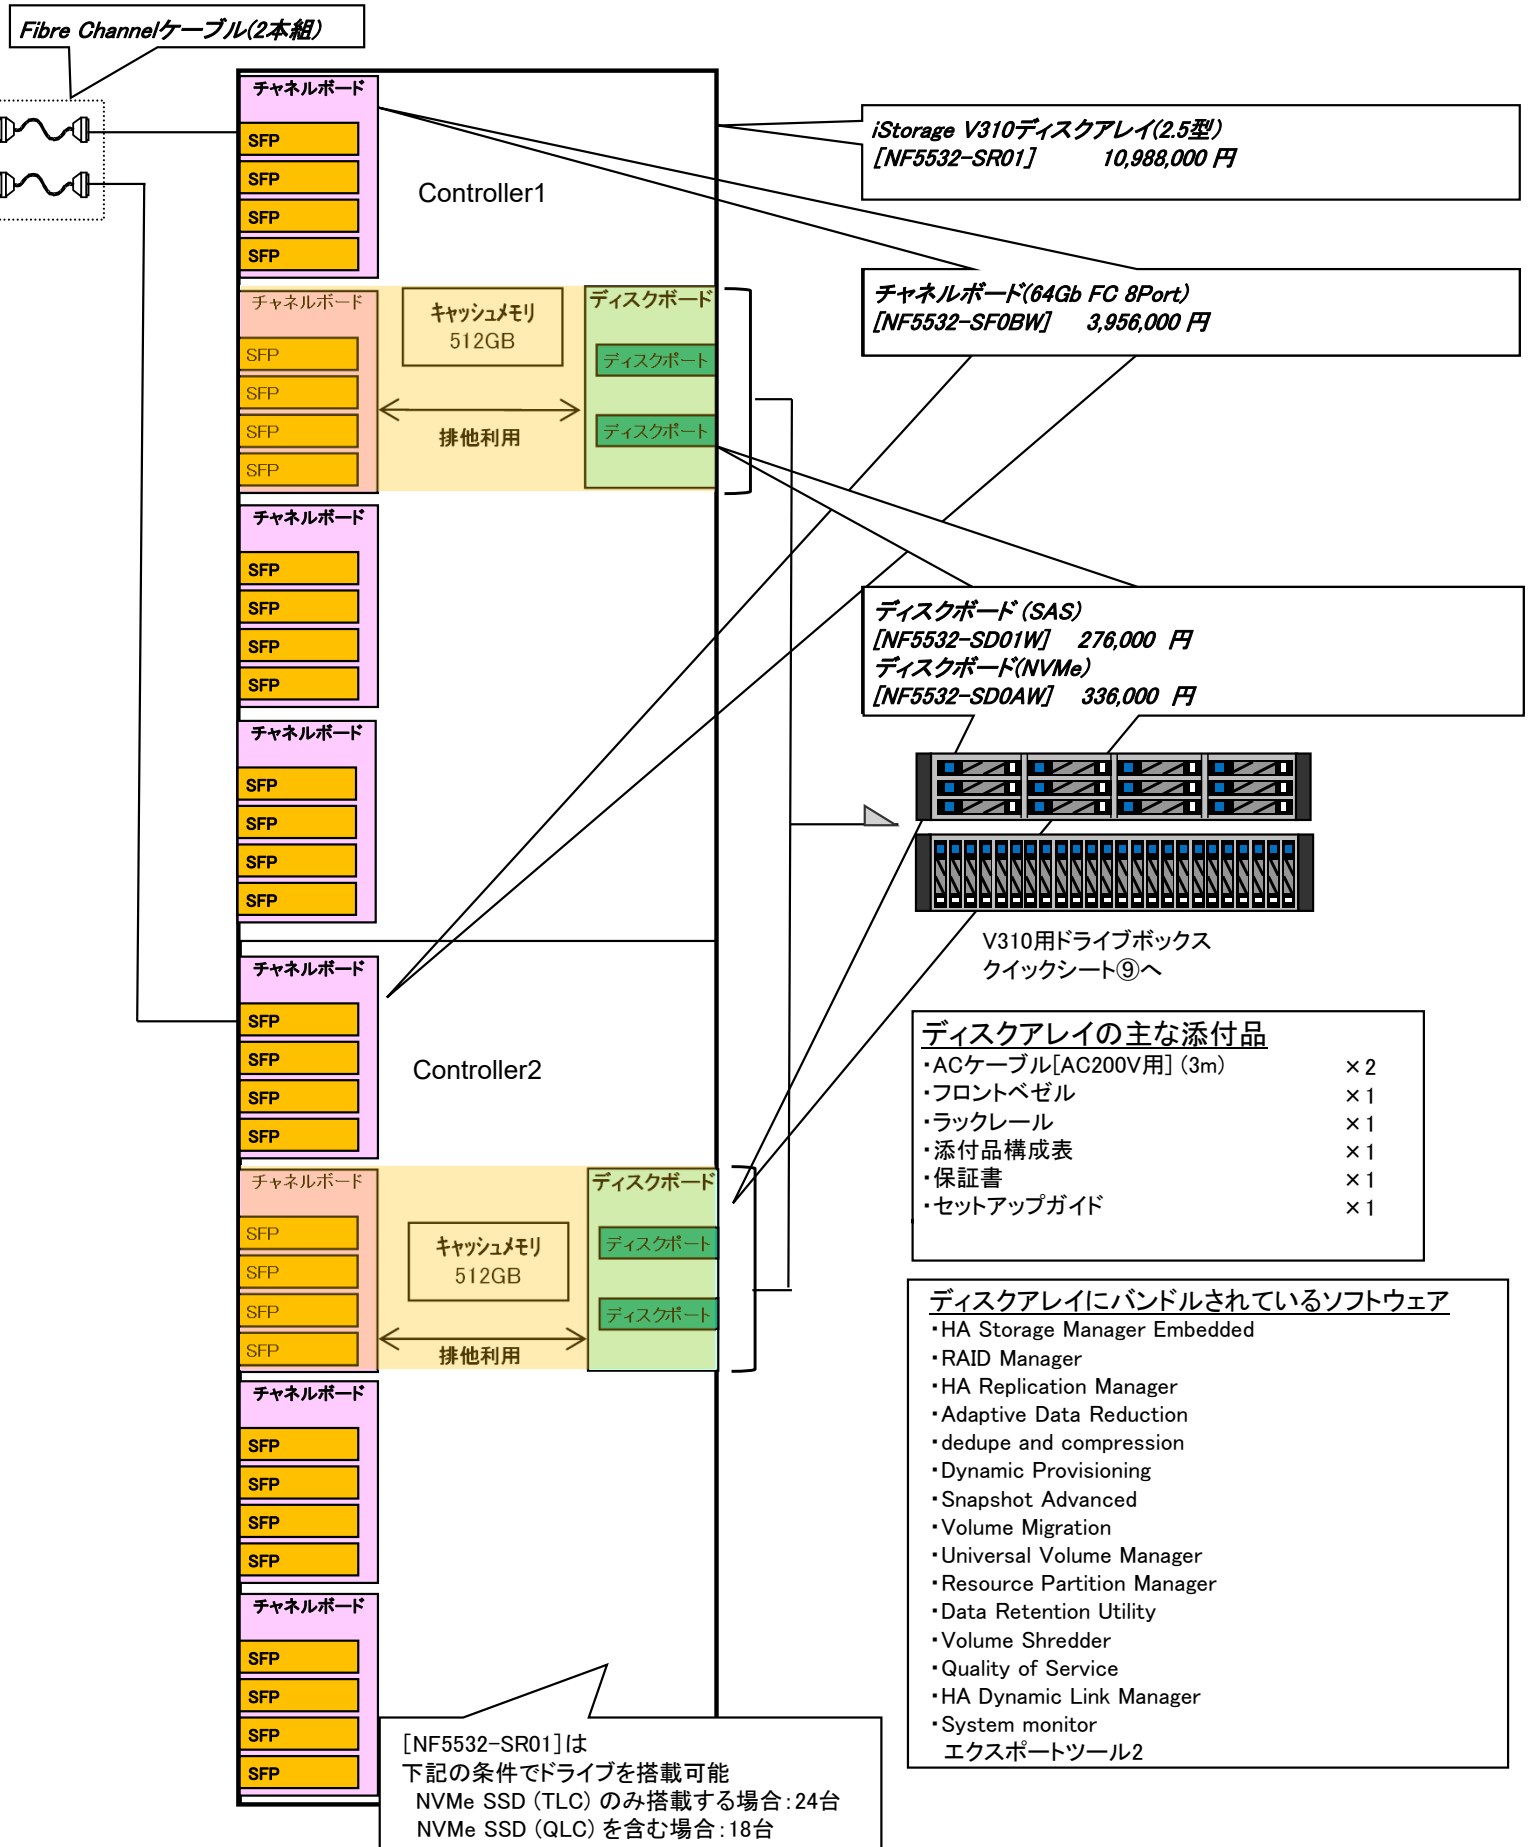 Fibre Channelケーブル(2本組)
チャネルボード
SFP
SFP
SFP
SFP
Controller1
iStorage V310ディスクアレイ(2.5型)
[NF5532-SR01] 10,988,000 円
チャネルボード(64Gb FC 8Port)
[NF5532-SF0BW] 3,956,000 円
チャネルボード
SFP
SFP
SFP
SFP
キャッシュメモリ
512GB
排他利用
ディスクボード
ディスクポート
ディスクポート
チャネルボード
SFP
SFP
SFP
SFP
ディスクボード (SAS)
[NF5532-SD01W] 276,000 円
ディスクボード(NVMe)
[NF5532-SD0AW] 336,000 円
チャネルボード
SFP
SFP
SFP
SFP
V310用ドライブボックス
クイックシート⑨へ
チャネルボード
SFP
SFP
SFP
SFP
Controller2
ディスクアレイの主な添付品
・ACケーブル[AC200V用] (3m) ×2
・フロントベゼル ×1
・ラックレール ×1
・添付品構成表 ×1
・保証書 ×1
・セットアップガイド ×1
チャネルボード
SFP
SFP
SFP
SFP
キャッシュメモリ
512GB
排他利用
ディスクボード
ディスクポート
ディスクポート
ディスクアレイにバンドルされているソフトウェア
・HA Storage Manager Embedded
・RAID Manager
・HA Replication Manager
・Adaptive Data Reduction
・dedupe and compression
・Dynamic Provisioning
・Snapshot Advanced
・Volume Migration
・Universal Volume Manager
・Resource Partition Manager
・Data Retention Utility
・Volume Shredder
・Quality of Service
・HA Dynamic Link Manager
・System monitor
エクスポートツール2
チャネルボード
SFP
SFP
SFP
SFP
チャネルボード
SFP
SFP
SFP
SFP
[NF5532-SR01]は
下記の条件でドライブを搭載可能
NVMe SSD (TLC) のみ搭載する場合:24台
NVMe SSD (QLC) を含む場合:18台